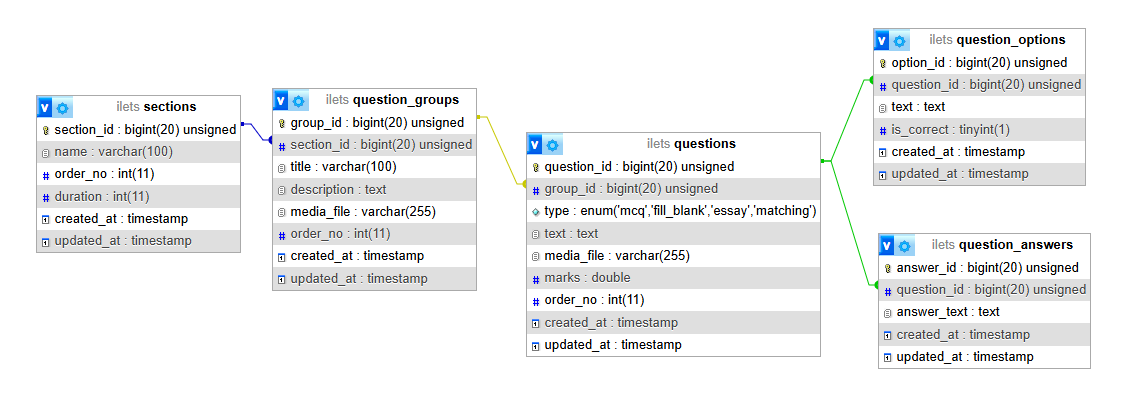 ilets sections
section_id : bigint(20) unsigned
name : varchar(100)
order_no : int(11)
duration : int(11)
created_at : timestamp
updated_at : timestamp
ilets question_groups
group_id : bigint(20) unsigned
section_id : bigint(20) unsigned
title : varchar(100)
description : text
media_file : varchar(255)
order_no : int(11)
created_at : timestamp
updated_at : timestamp
ilets questions
question_id : bigint(20) unsigned
group_id : bigint(20) unsigned
type : enum('mcq','fill_blank','essay','matching')
text : text
media_file : varchar(255)
marks : double
order_no : int(11)
created_at : timestamp
updated_at : timestamp
ilets question_options
option_id : bigint(20) unsigned
question_id : bigint(20) unsigned
text : text
is_correct : tinyint(1)
created_at : timestamp
updated_at : timestamp
ilets question_answers
answer_id : bigint(20) unsigned
question_id : bigint(20) unsigned
answer_text : text
created_at : timestamp
updated_at : timestamp